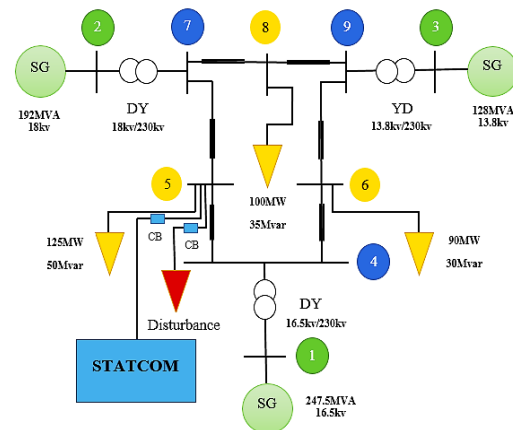 2
7
8
9
3
SG
SG
192MVA
18kv
DY
18kv/230kv
YD
13.8kv/230kv
128MVA
13.8kv
5
6
100MW
35Mvar
CB
CB
125MW
50Mvar
90MW
30Mvar
4
Disturbance
DY
16.5kv/230kv
STATCOM
1
SG
247.5MVA
16.5kv